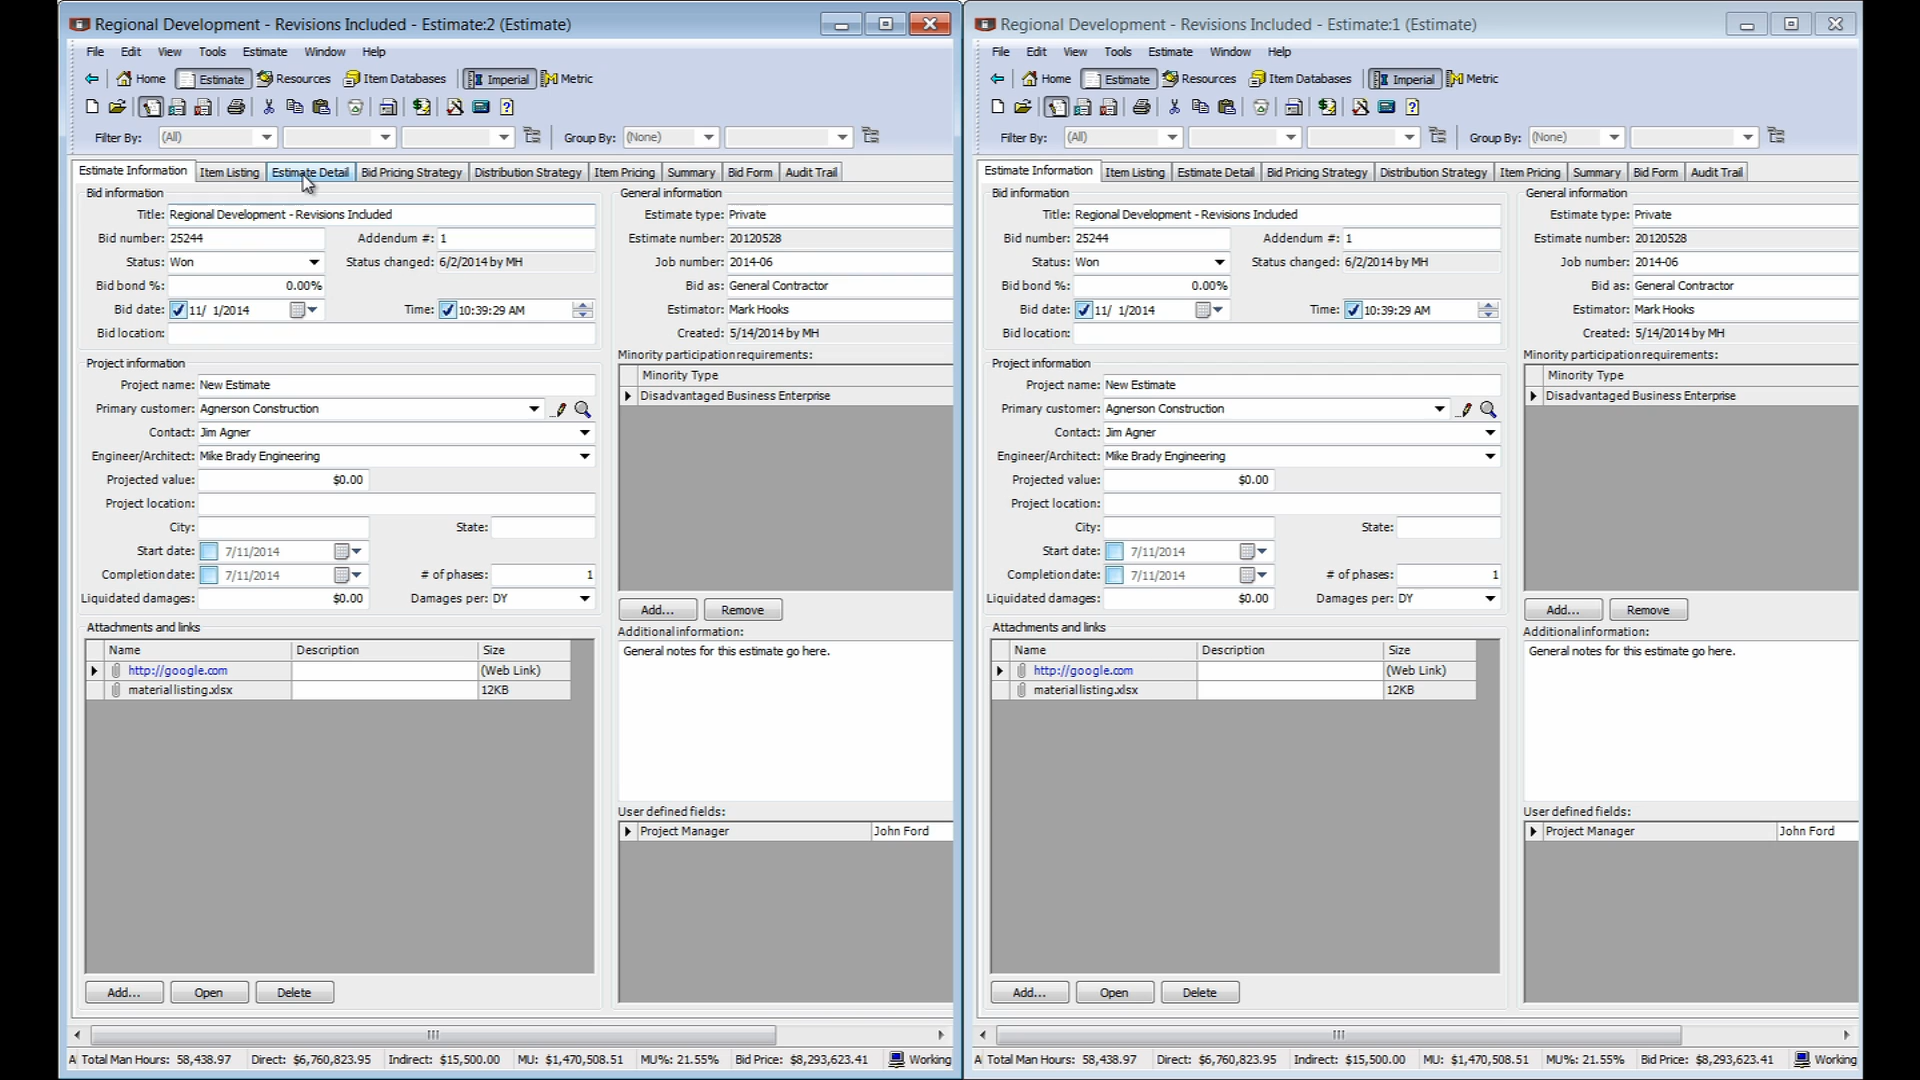 Regional Development - Revisions Included - Estimate:2 (Estimate)
File Edit View Tools Estimate Window Help
Home Estimate Resources Item Databases Imperial Metric
Filter By: (All) Group By: (None)
Estimate Information Item Listing Estimate Detail Bid Pricing Strategy Distribution Strategy Item Pricing Summary Bid Form Audit Trail
Bid information
Title: Regional Development - Revisions Included
Bid number: 25244 Addendum #: 1
Status: Won Status changed: 6/2/2014 by MH
Bid bond %: 0.00%
Bid date: 11/ 1/2014 Time: 10:39:29 AM
Bid location:
Project information
Project name: New Estimate
Primary customer: Agnerson Construction
Contact: Jim Agner
Engineer/Architect: Mike Brady Engineering
Projected value: $0.00
Project location:
City: State:
Start date: 7/11/2014
Completion date: 7/11/2014 # of phases: 1
Liquidated damages: $0.00 Damages per: DY
Attachments and links
Name Description Size
http://google.com (Web Link)
materiallisting.xlsx 12KB
Add... Open Delete
General information
Estimate type: Private
Estimate number: 20120528
Job number: 2014-06
Bid as: General Contractor
Estimator: Mark Hooks
Created: 5/14/2014 by MH
Minority participation requirements:
Minority Type
Disadvantaged Business Enterprise
Add... Remove
Additional information:
General notes for this estimate go here.
User defined fields:
Project Manager John Ford
A Total Man Hours: 58,438.97 Direct: $6,760,823.95 Indirect: $15,500.00 MU: $1,470,508.51 MU%: 21.55% Bid Price: $8,293,623.41 Working
Regional Development - Revisions Included - Estimate:1 (Estimate)
File Edit View Tools Estimate Window Help
Home Estimate Resources Item Databases Imperial Metric
Filter By: (All) Group By: (None)
Estimate Information Item Listing Estimate Detail Bid Pricing Strategy Distribution Strategy Item Pricing Summary Bid Form Audit Trail
Bid information
Title: Regional Development - Revisions Included
Bid number: 25244 Addendum #: 1
Status: Won Status changed: 6/2/2014 by MH
Bid bond %: 0.00%
Bid date: 11/ 1/2014 Time: 10:39:29 AM
Bid location:
Project information
Project name: New Estimate
Primary customer: Agnerson Construction
Contact: Jim Agner
Engineer/Architect: Mike Brady Engineering
Projected value: $0.00
Project location:
City: State:
Start date: 7/11/2014
Completion date: 7/11/2014 # of phases: 1
Liquidated damages: $0.00 Damages per: DY
Attachments and links
Name Description Size
http://google.com (Web Link)
materiallisting.xlsx 12KB
Add... Open Delete
General information
Estimate type: Private
Estimate number: 20120528
Job number: 2014-06
Bid as: General Contractor
Estimator: Mark Hooks
Created: 5/14/2014 by MH
Minority participation requirements:
Minority Type
Disadvantaged Business Enterprise
Add... Remove
Additional information:
General notes for this estimate go here.
User defined fields:
Project Manager John Ford
A Total Man Hours: 58,438.97 Direct: $6,760,823.95 Indirect: $15,500.00 MU: $1,470,508.51 MU%: 21.55% Bid Price: $8,293,623.41 Working